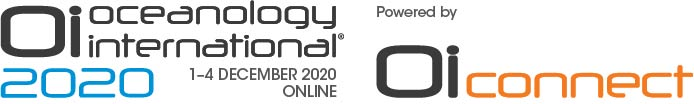 Oi oceanology
international®
2020 1-4 DECEMBER 2020
ONLINE
Powered by
Oi connect